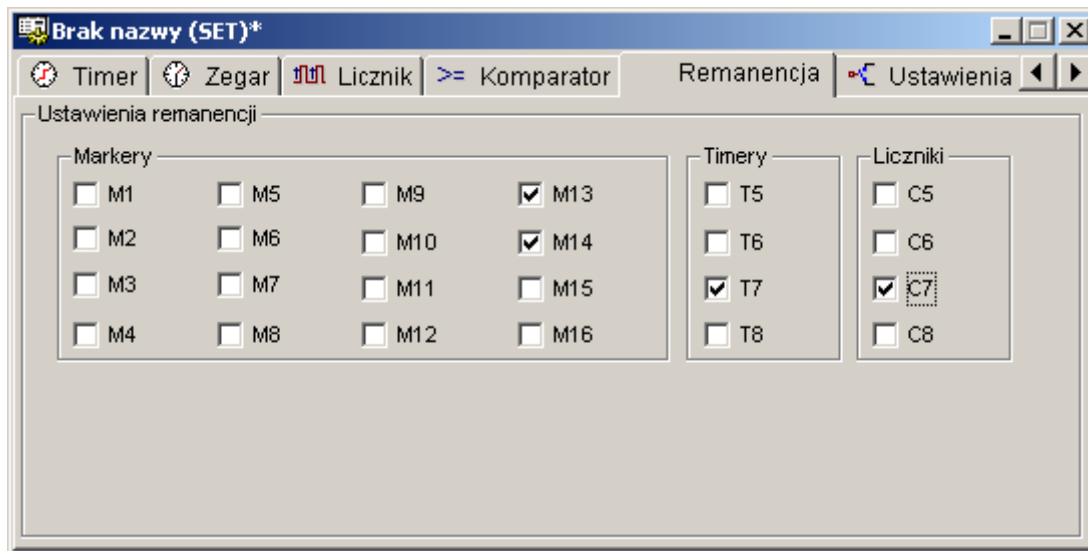 Brak nazwy (SET)*
Timer Zegar Licznik >= Komparator Remanencja Ustawienia
Ustawienia remanencji
Markery Timery Liczniki
M1 M5 M9 M13 T5 C5
M2 M6 M10 M14 T6 C6
M3 M7 M11 M15 T7 C7
M4 M8 M12 M16 T8 C8